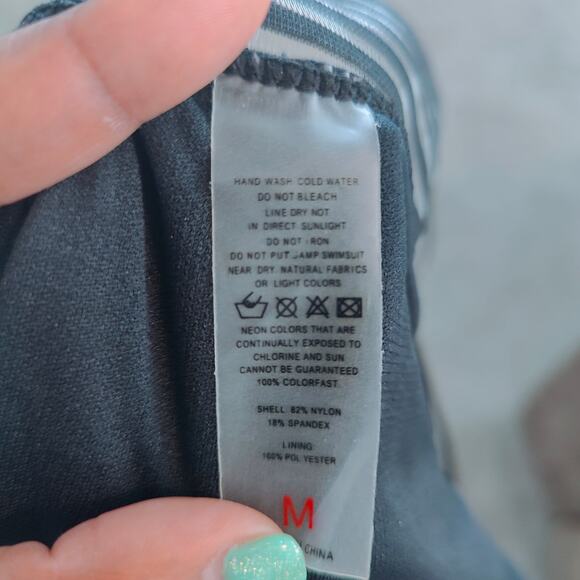 HAND WASH COLD WATER
DO NOT BLEACH
LINE DRY NOT
IN DIRECT SUNLIGHT
DO NOT IRON
DO NOT PUT DAMP SWIMSUIT
NEAR DRY NATURAL FABRICS
OR LIGHT COLORS
NEON COLORS THAT ARE
CONTINUALLY EXPOSED TO
CHLORINE AND SUN
CANNOT BE GUARANTEED
100% COLORFAST.
SHELL: 82% NYLON
18% SPANDEX
LINING:
100% POLYESTER
M
CHINA